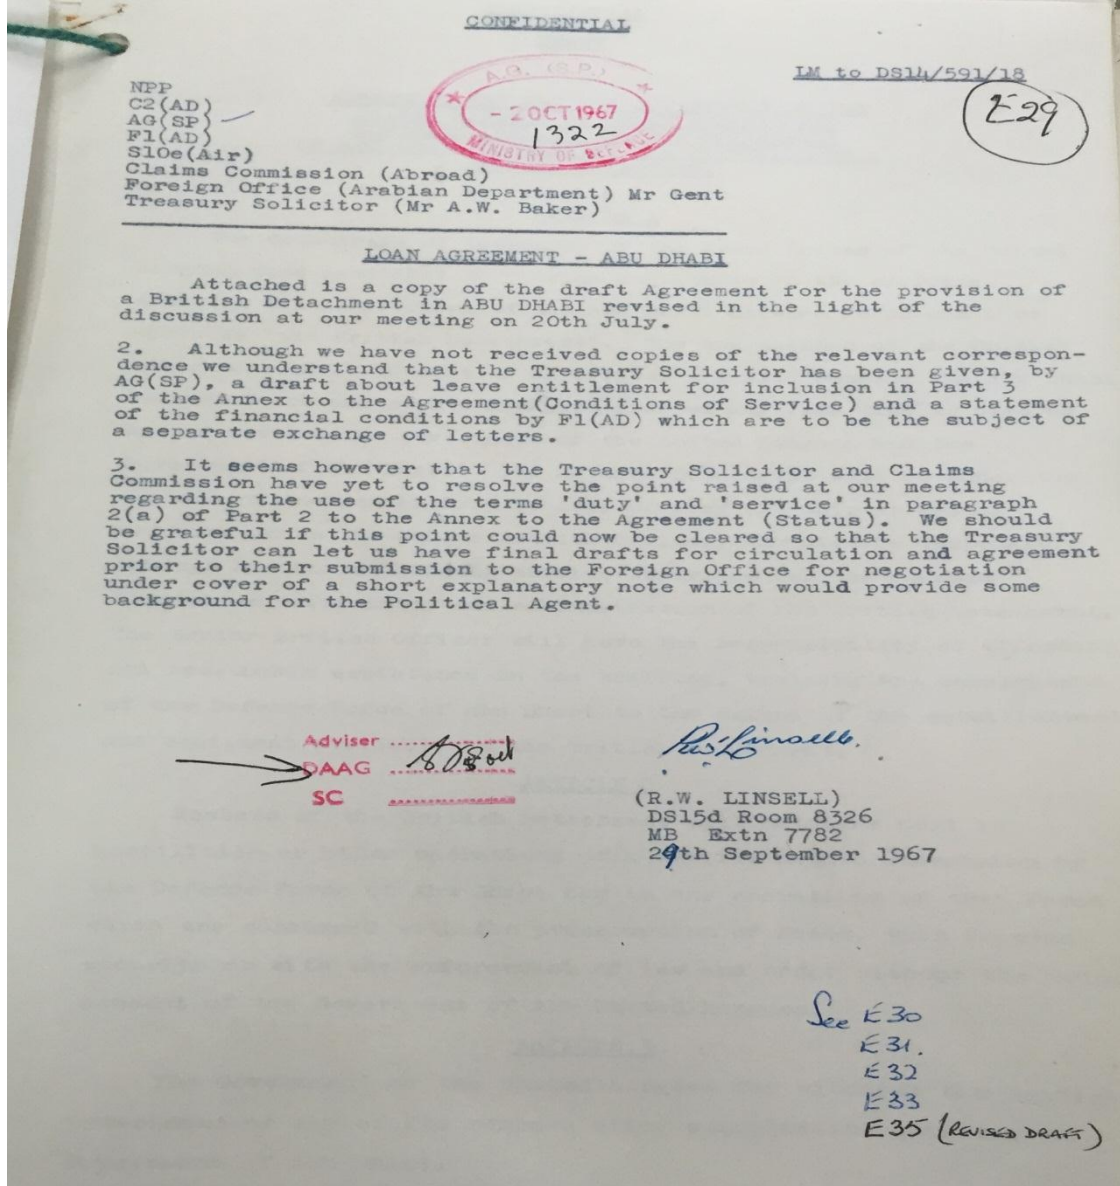 CONFIDENTIAL
LM to DS14/591/18
E29
NPP
C2(AD)
AG(SP)
F1(AD)
S10e(Air)
Claims Commission (Abroad)
Foreign Office (Arabian Department) Mr Gent
Treasury Solicitor (Mr A.W. Baker)
A.G. (S.P.)
- 2 OCT 1967
1322
MINISTRY OF DEFENCE
LOAN AGREEMENT - ABU DHABI
Attached is a copy of the draft Agreement for the provision of
a British Detachment in ABU DHABI revised in the light of the
discussion at our meeting on 20th July.
2. Although we have not received copies of the relevant correspon-
dence we understand that the Treasury Solicitor has been given, by
AG(SP), a draft about leave entitlement for inclusion in Part 3
of the Annex to the Agreement(Conditions of Service) and a statement
of the financial conditions by F1(AD) which are to be the subject of
a separate exchange of letters.
3. It seems however that the Treasury Solicitor and Claims
Commission have yet to resolve the point raised at our meeting
regarding the use of the terms 'duty' and 'service' in paragraph
2(a) of Part 2 to the Annex to the Agreement (Status). We should
be grateful if this point could now be cleared so that the Treasury
Solicitor can let us have final drafts for circulation and agreement
prior to their submission to the Foreign Office for negotiation
under cover of a short explanatory note which would provide some
background for the Political Agent.
Adviser
DAAG
SC
(R.W. LINSELL)
DS15d Room 8326
MB Extn 7782
29th September 1967
See E30
E31.
E32
E33
E35 (REVISED DRAFT)